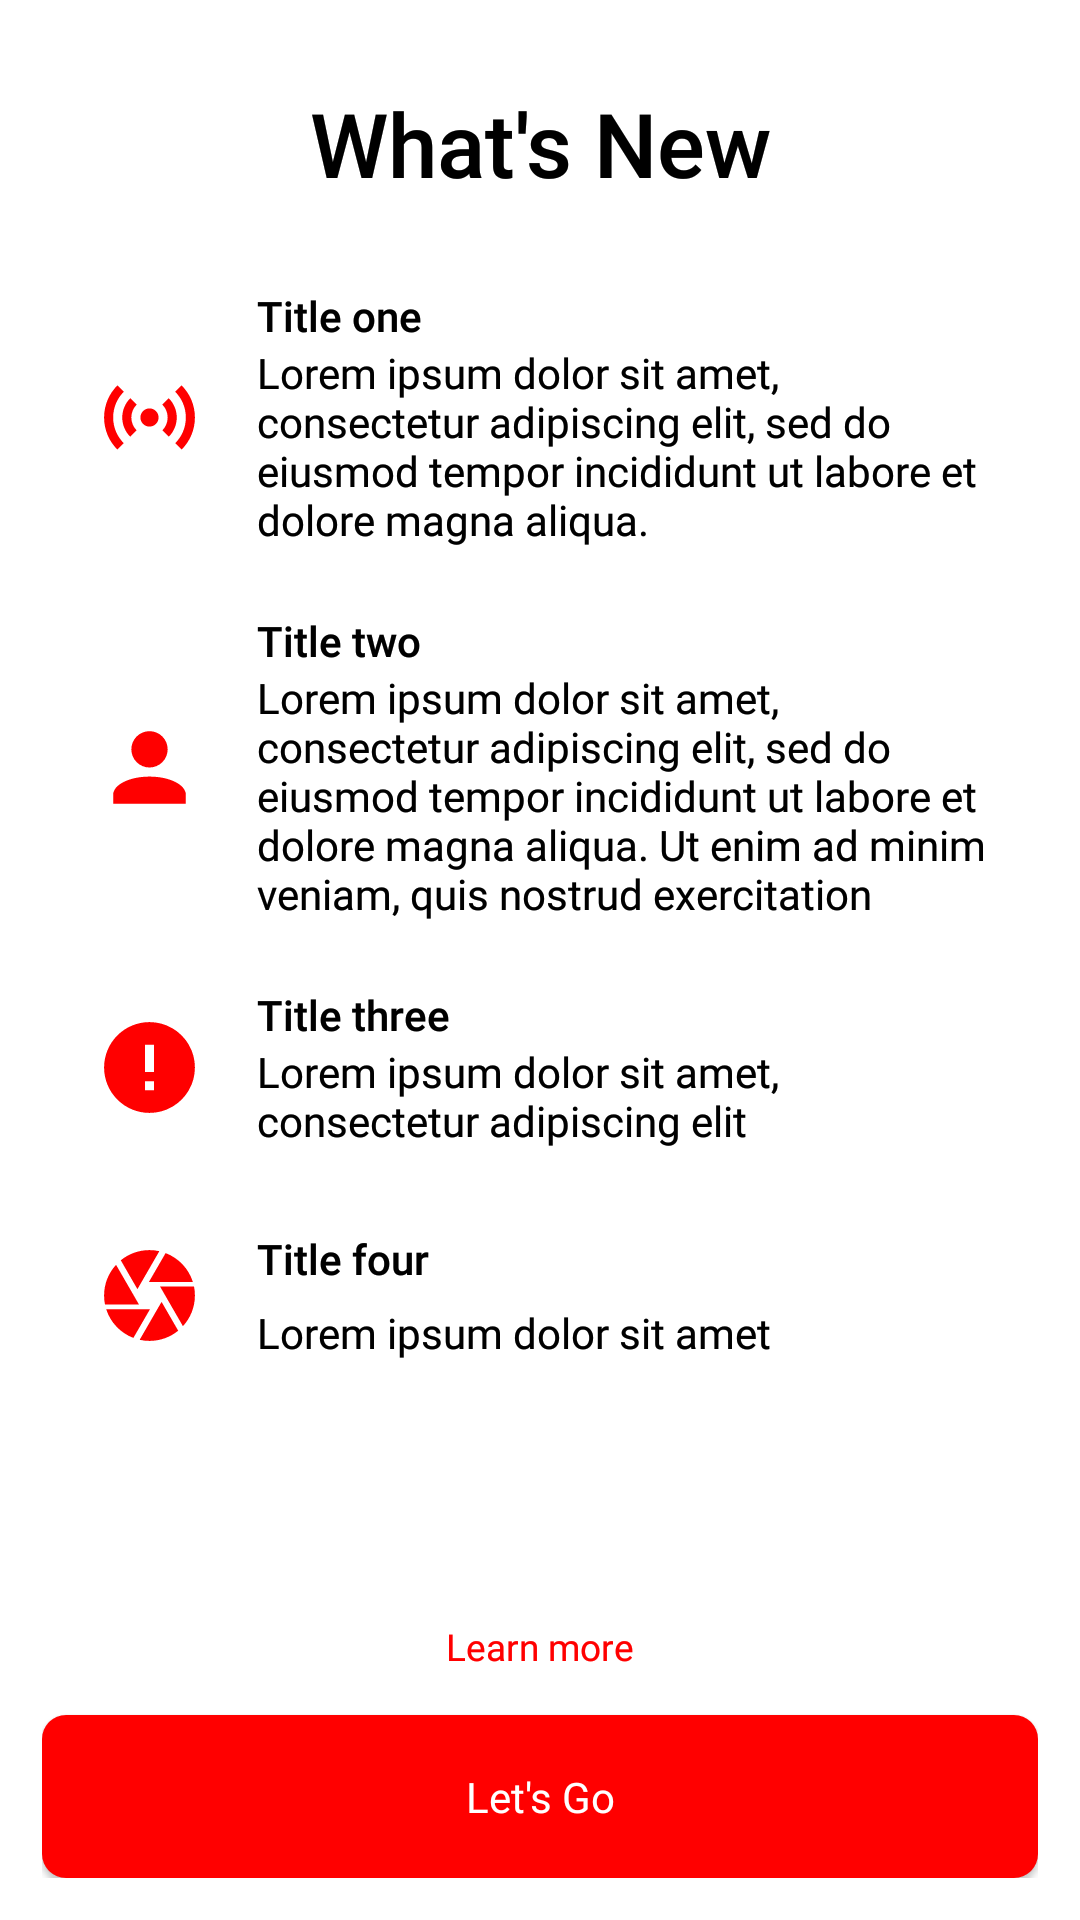 What's New
Title one
Lorem ipsum dolor sit amet,
consectetur adipiscing elit, sed do
eiusmod tempor incididunt ut labore et
dolore magna aliqua.
Title two
Lorem ipsum dolor sit amet,
consectetur adipiscing elit, sed do
eiusmod tempor incididunt ut labore et
dolore magna aliqua. Ut enim ad minim
veniam, quis nostrud exercitation
Title three
Lorem ipsum dolor sit amet,
consectetur adipiscing elit
Title four
Lorem ipsum dolor sit amet
Learn more
Let's Go